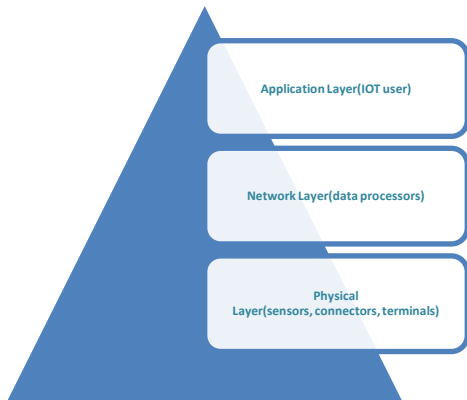 Application Layer(IOT user)
Network Layer(data processors)
Physical
Layer(sensors, connectors, terminals)